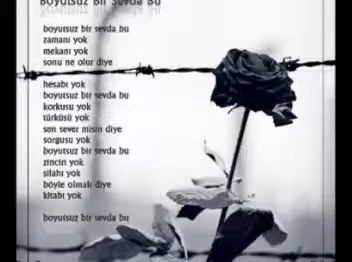 Boyutsuz Bir Sevda Bu
boyutsuz bir sevda bu
zamanı yok
mekanı yok
sonu ne olur diye
hesabı yok
boyutsuz bir sevda bu
korkusu yok
türküsü yok
sen sever misin diye
sorgusu yok
boyutsuz bir sevda bu
zinciri yok
silahı yok
böyle olmalı diye
kitabı yok
boyutsuz bir sevda bu